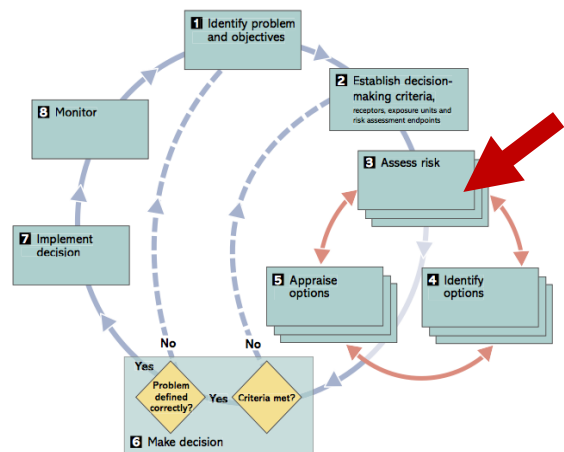 1 Identify problem
and objectives
2 Establish decision-
making criteria,
receptors, exposure units and
risk assessment endpoints
8 Monitor
3 Assess risk
7 Implement
decision
5 Appraise
options
4 Identify
options
No
No
Yes
Problem
defined
correctly?
Yes
Criteria met?
6 Make decision